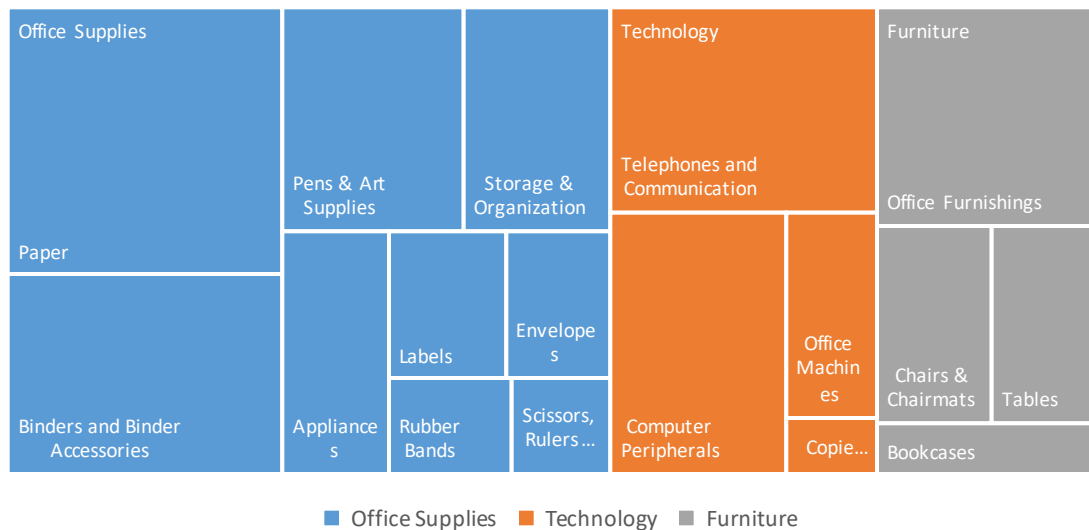 Office Supplies
Paper
Binders and Binder
Accessories
Pens & Art
Supplies
Storage &
Organization
Appliance
s
Labels
Envelope
s
Rubber
Bands
Scissors,
Rulers ...
Technology
Telephones and
Communication
Computer
Peripherals
Office
Machin
es
Copie...
Furniture
Office Furnishings
Chairs &
Chairmats
Tables
Bookcases
Office Supplies
Technology
Furniture